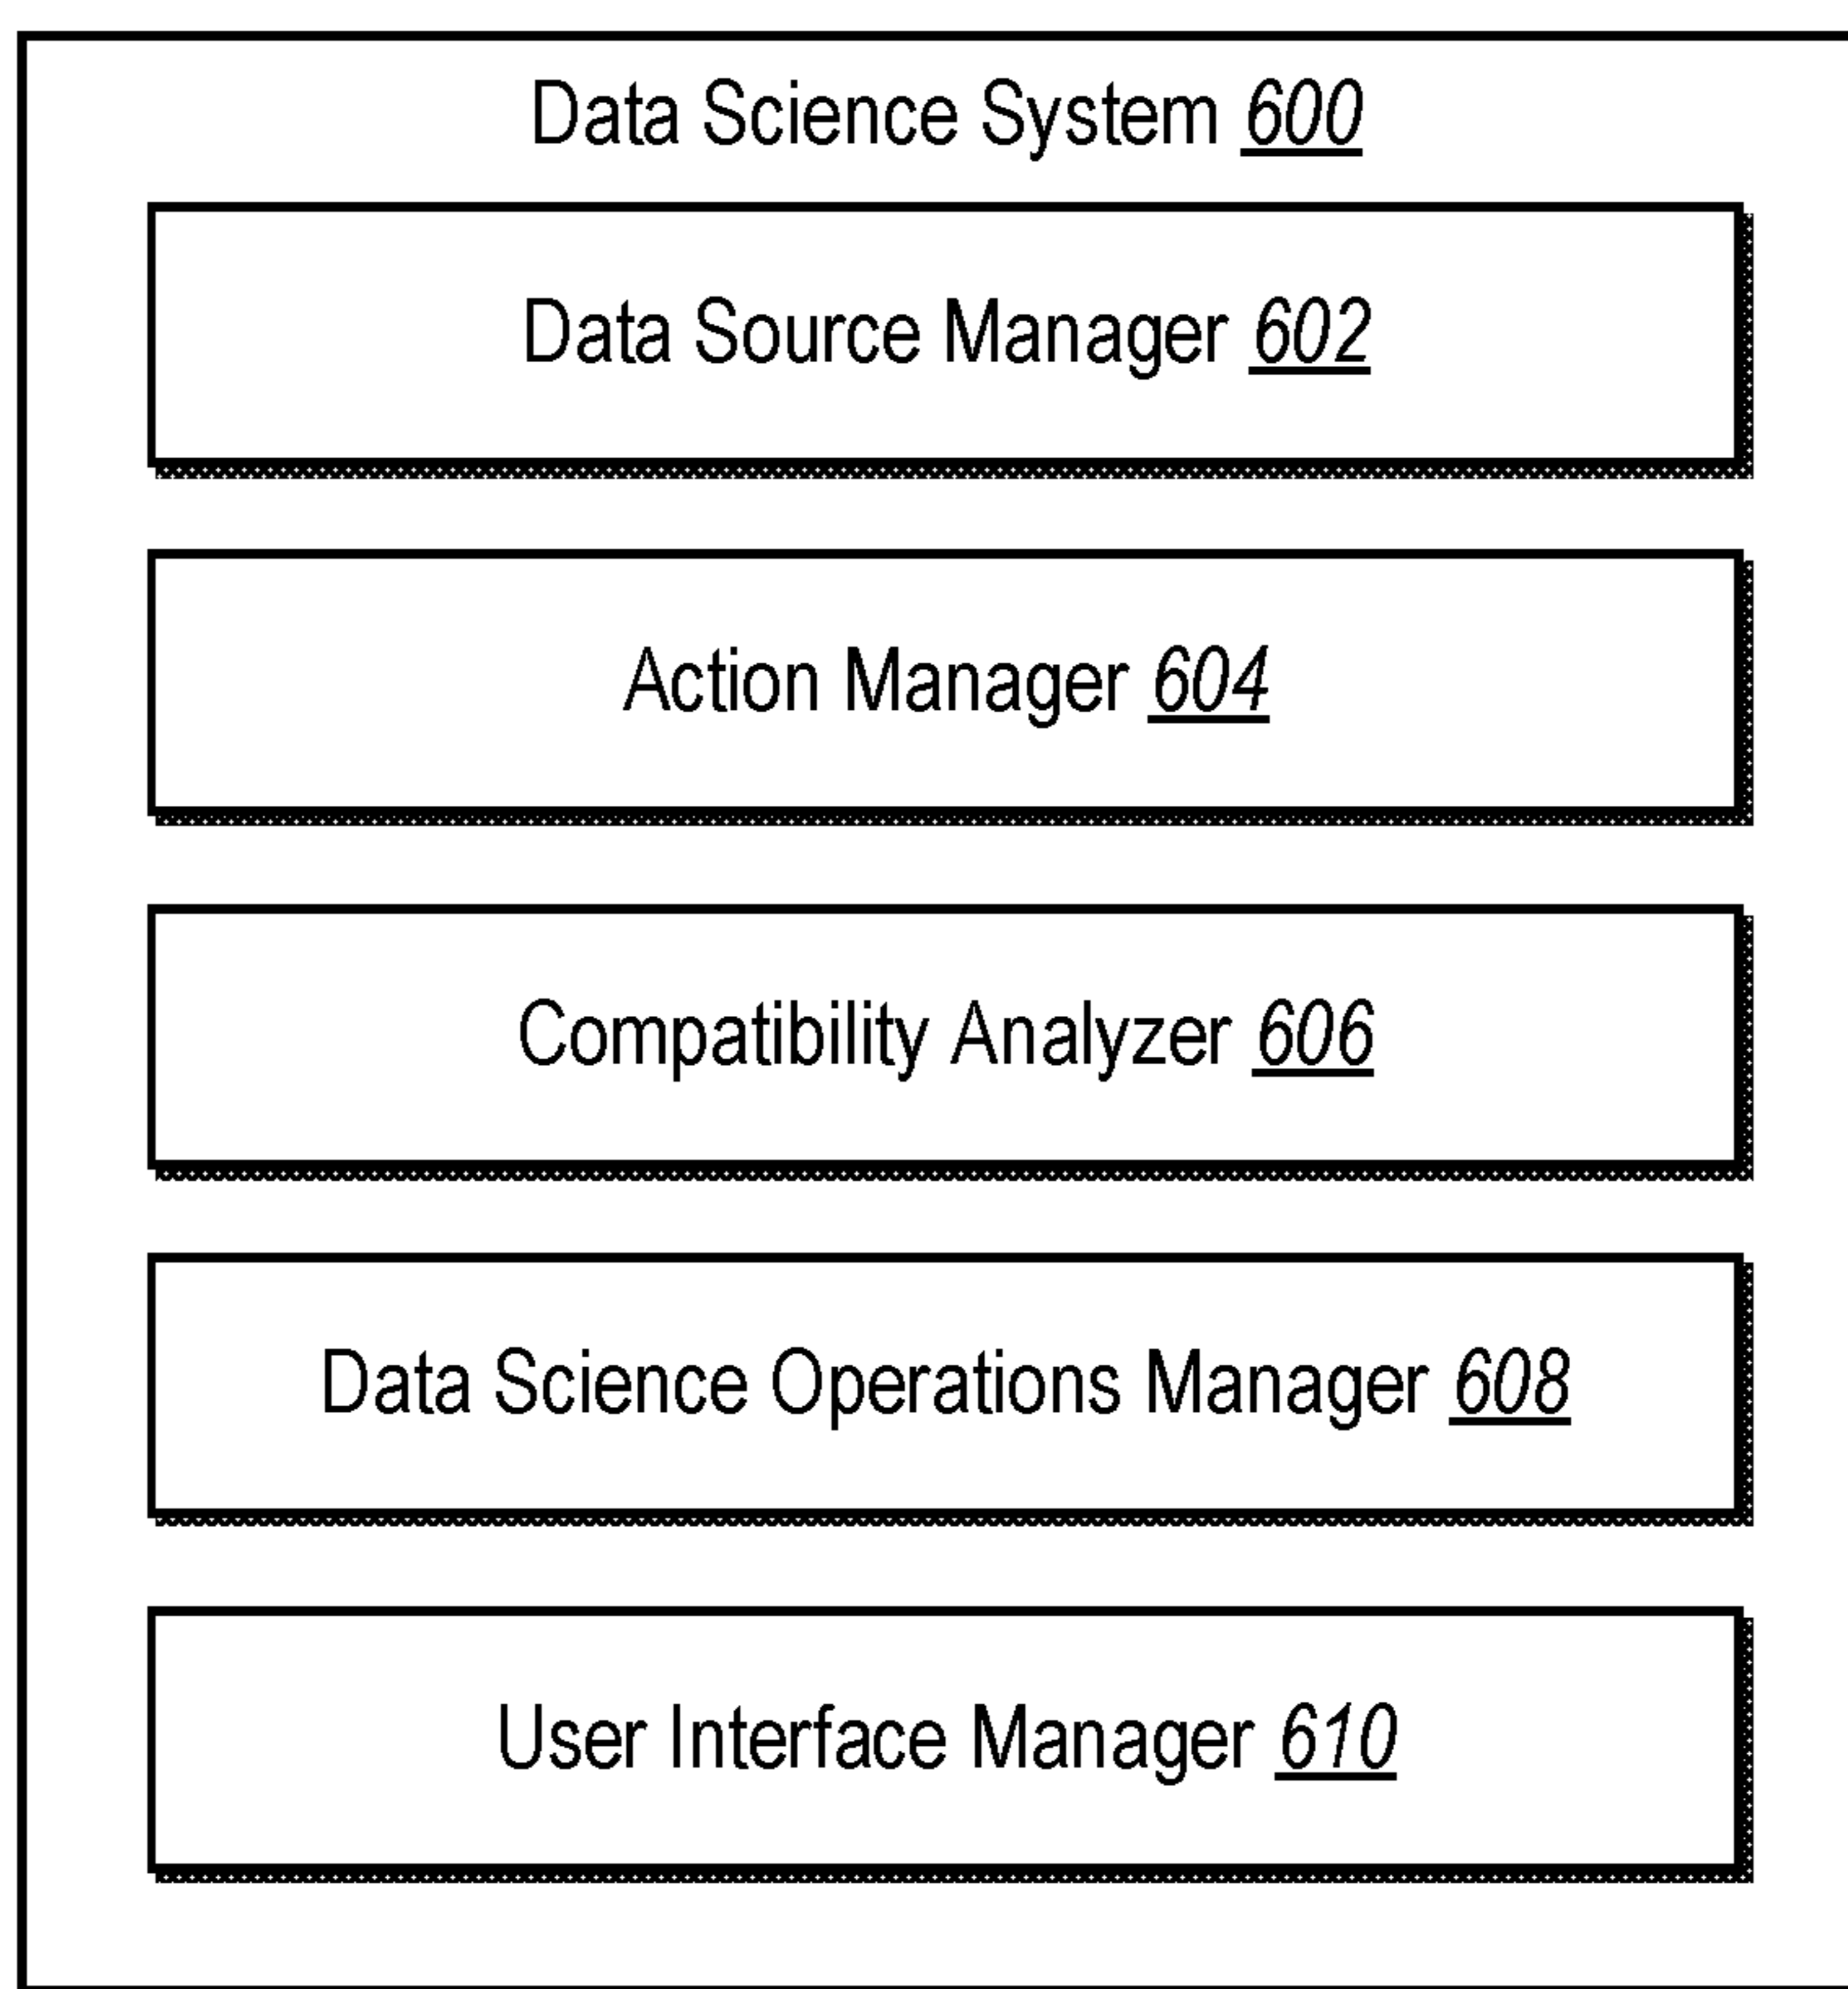 Data Science System 600
Data Source Manager 602
Action Manager 604
Compatibility Analyzer 606
Data Science Operations Manager 608
User Interface Manager 610